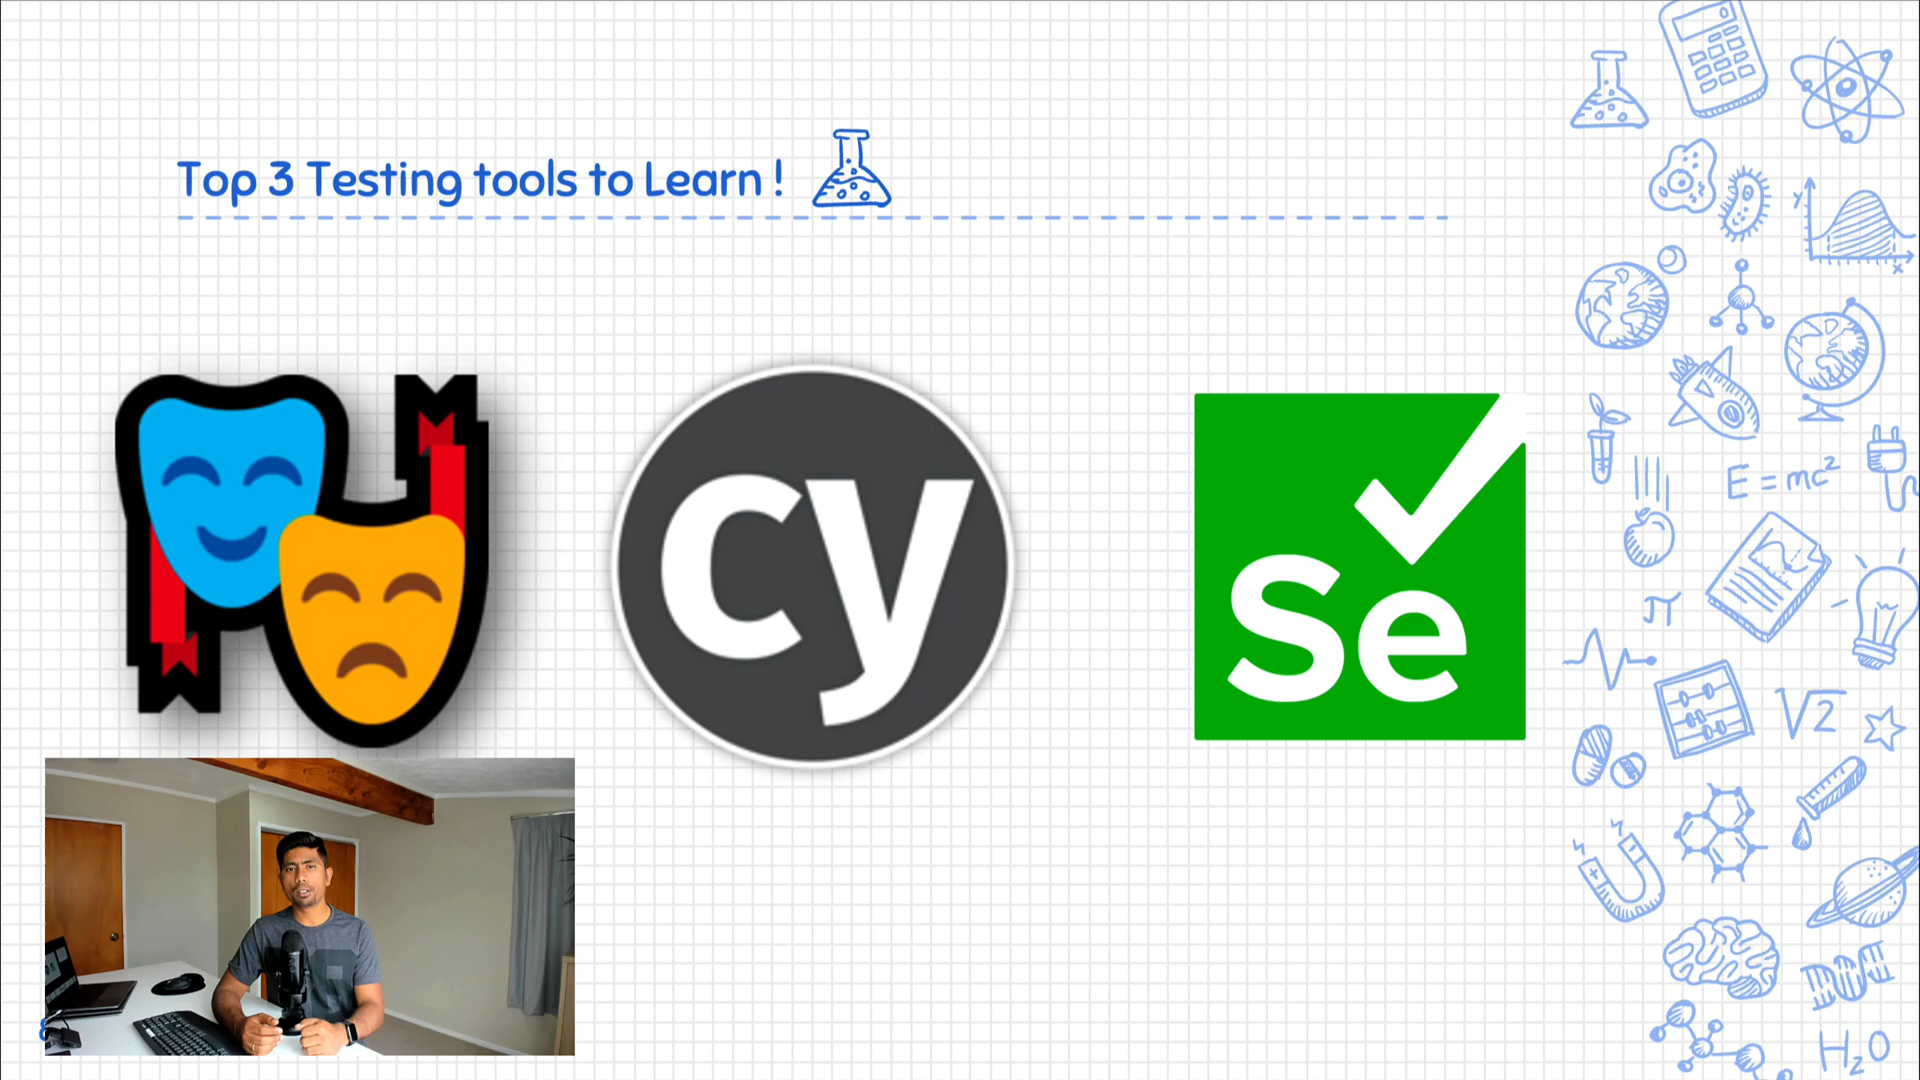 Top 3 Testing tools to Learn !
cy
Se
y
x
E = mc²
π
√2
H₂O